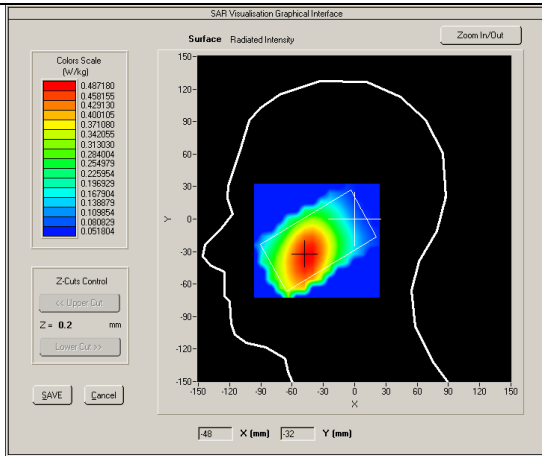 SAR Visualisation Graphical Interface
Surface Radiated Intensity
Zoom In/Out
Colors Scale
(W/kg)
0.487180
0.458155
0.429130
0.400105
0.371080
0.342055
0.313030
0.284004
0.254979
0.225954
0.196929
0.167904
0.138879
0.109854
0.080829
0.051804
Z-Cuts Control
<< Upper Cut
Z = 0.2 mm
Lower Cut >>
SAVE
Cancel
150
120
90
60
30
0
-30
-60
-90
-120
-150
Y
-150 -120 -90 -60 -30 0 30 60 90 120 150
X
-48 X (mm) -32 Y (mm)